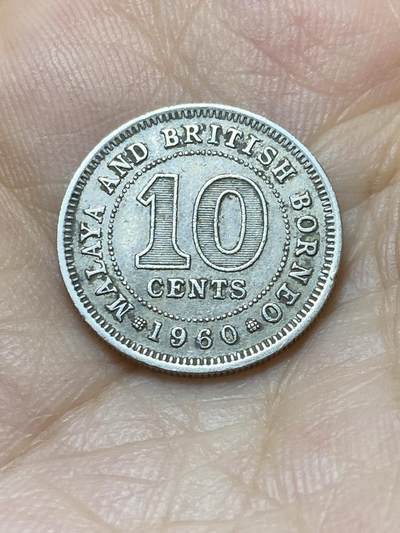 MALAYA AND BRITISH BORNEO
10
CENTS
1960